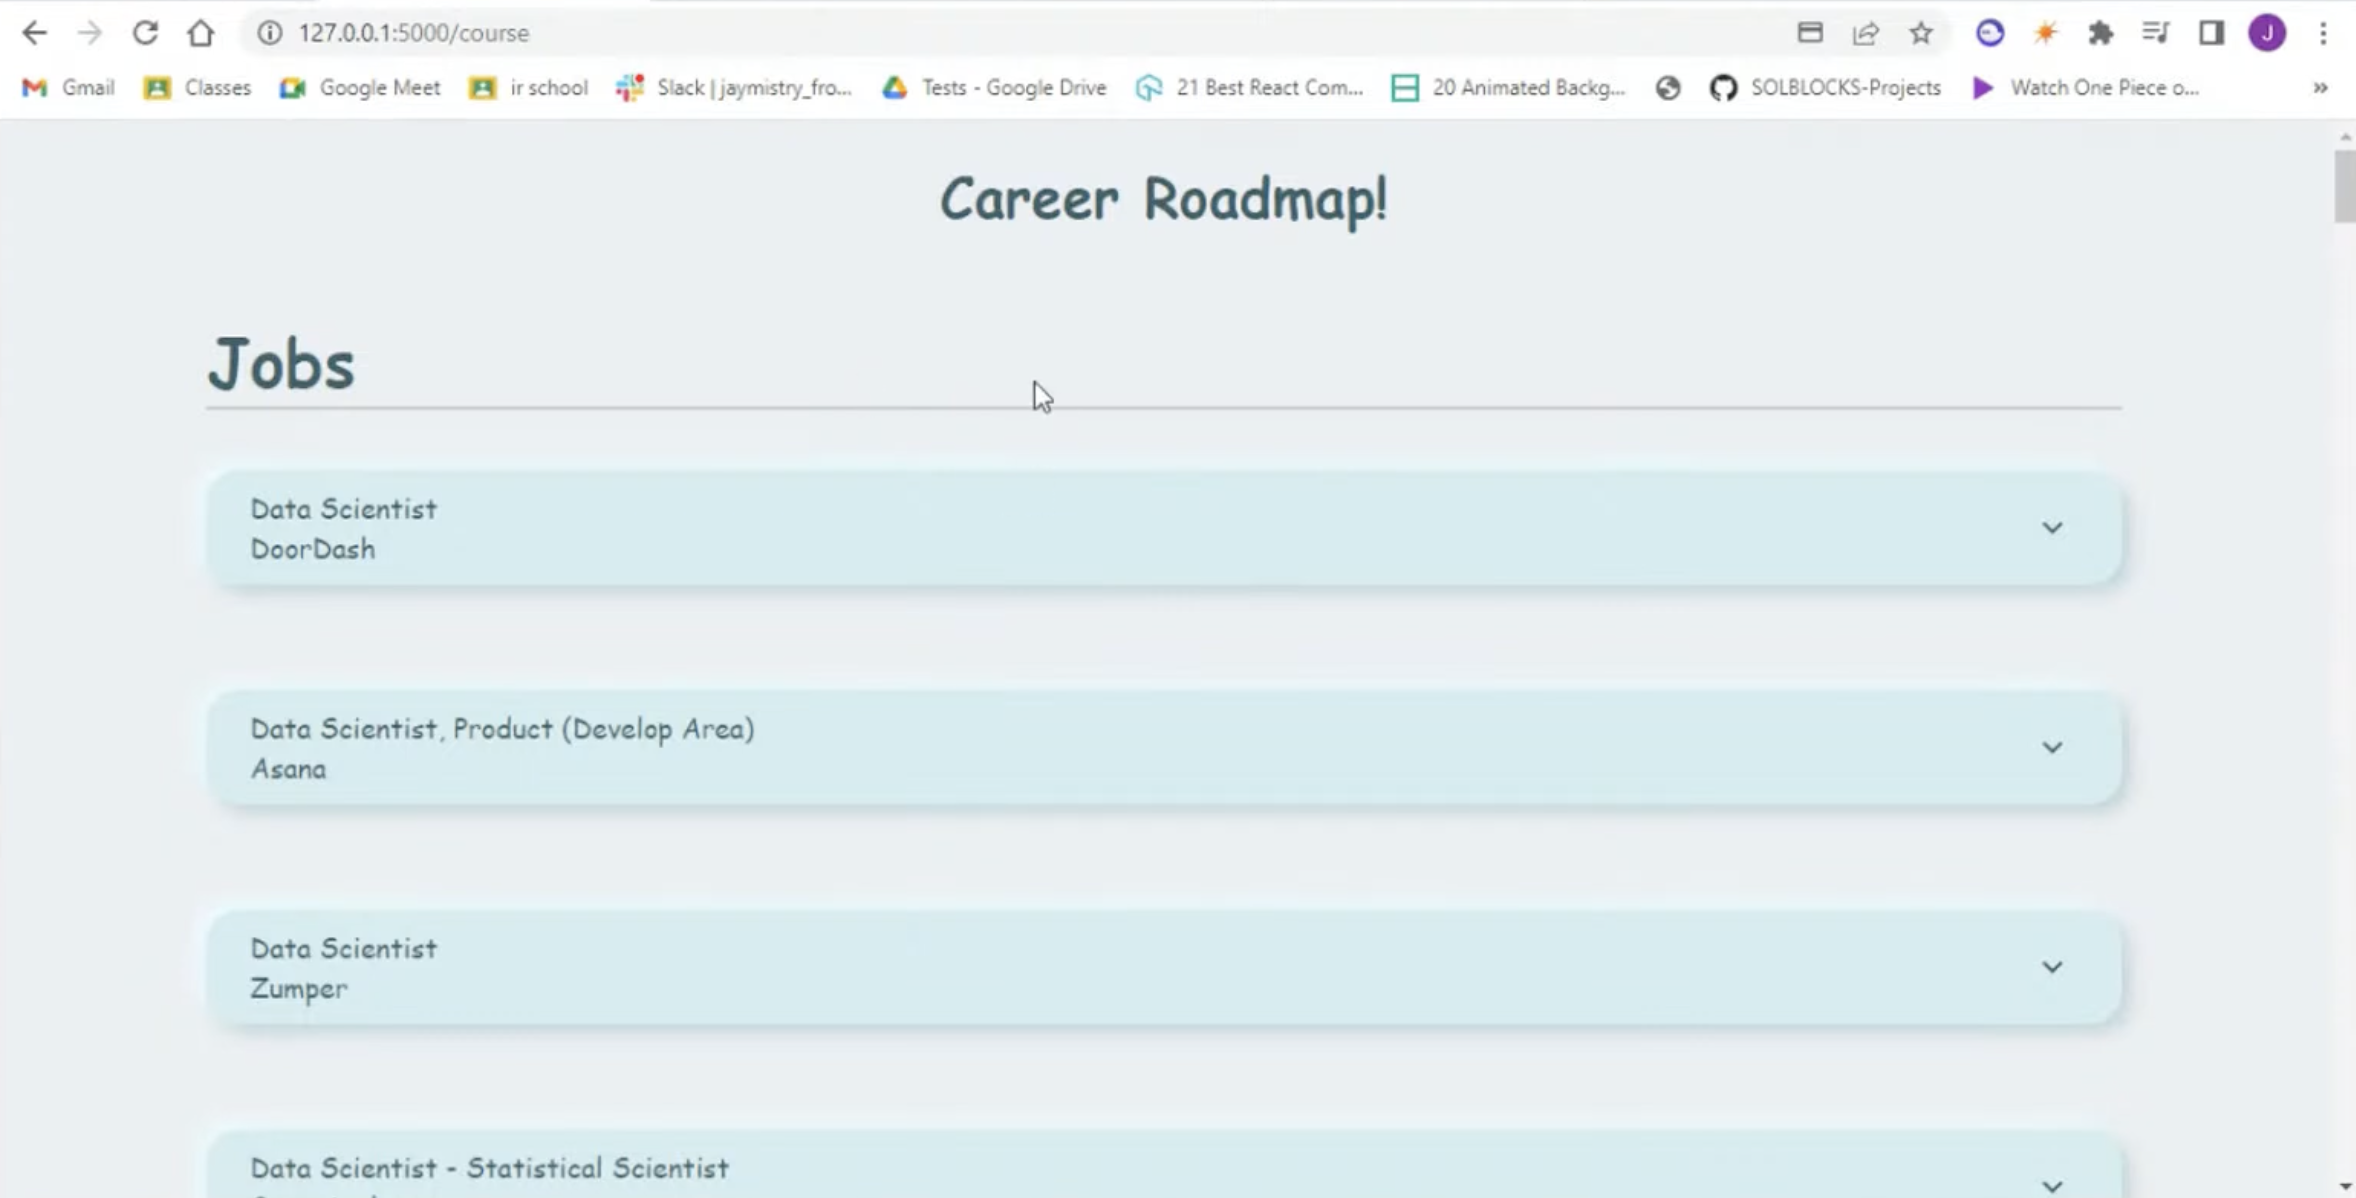 127.0.0.1:5000/course
J
Gmail
Classes
Google Meet
ir school
Slack | jaymistry_fro...
Tests - Google Drive
21 Best React Com...
20 Animated Backg...
SOLBLOCKS-Projects
Watch One Piece o...
»
Career Roadmap!
Jobs
Data Scientist
DoorDash
Data Scientist, Product (Develop Area)
Asana
Data Scientist
Zumper
Data Scientist - Statistical Scientist